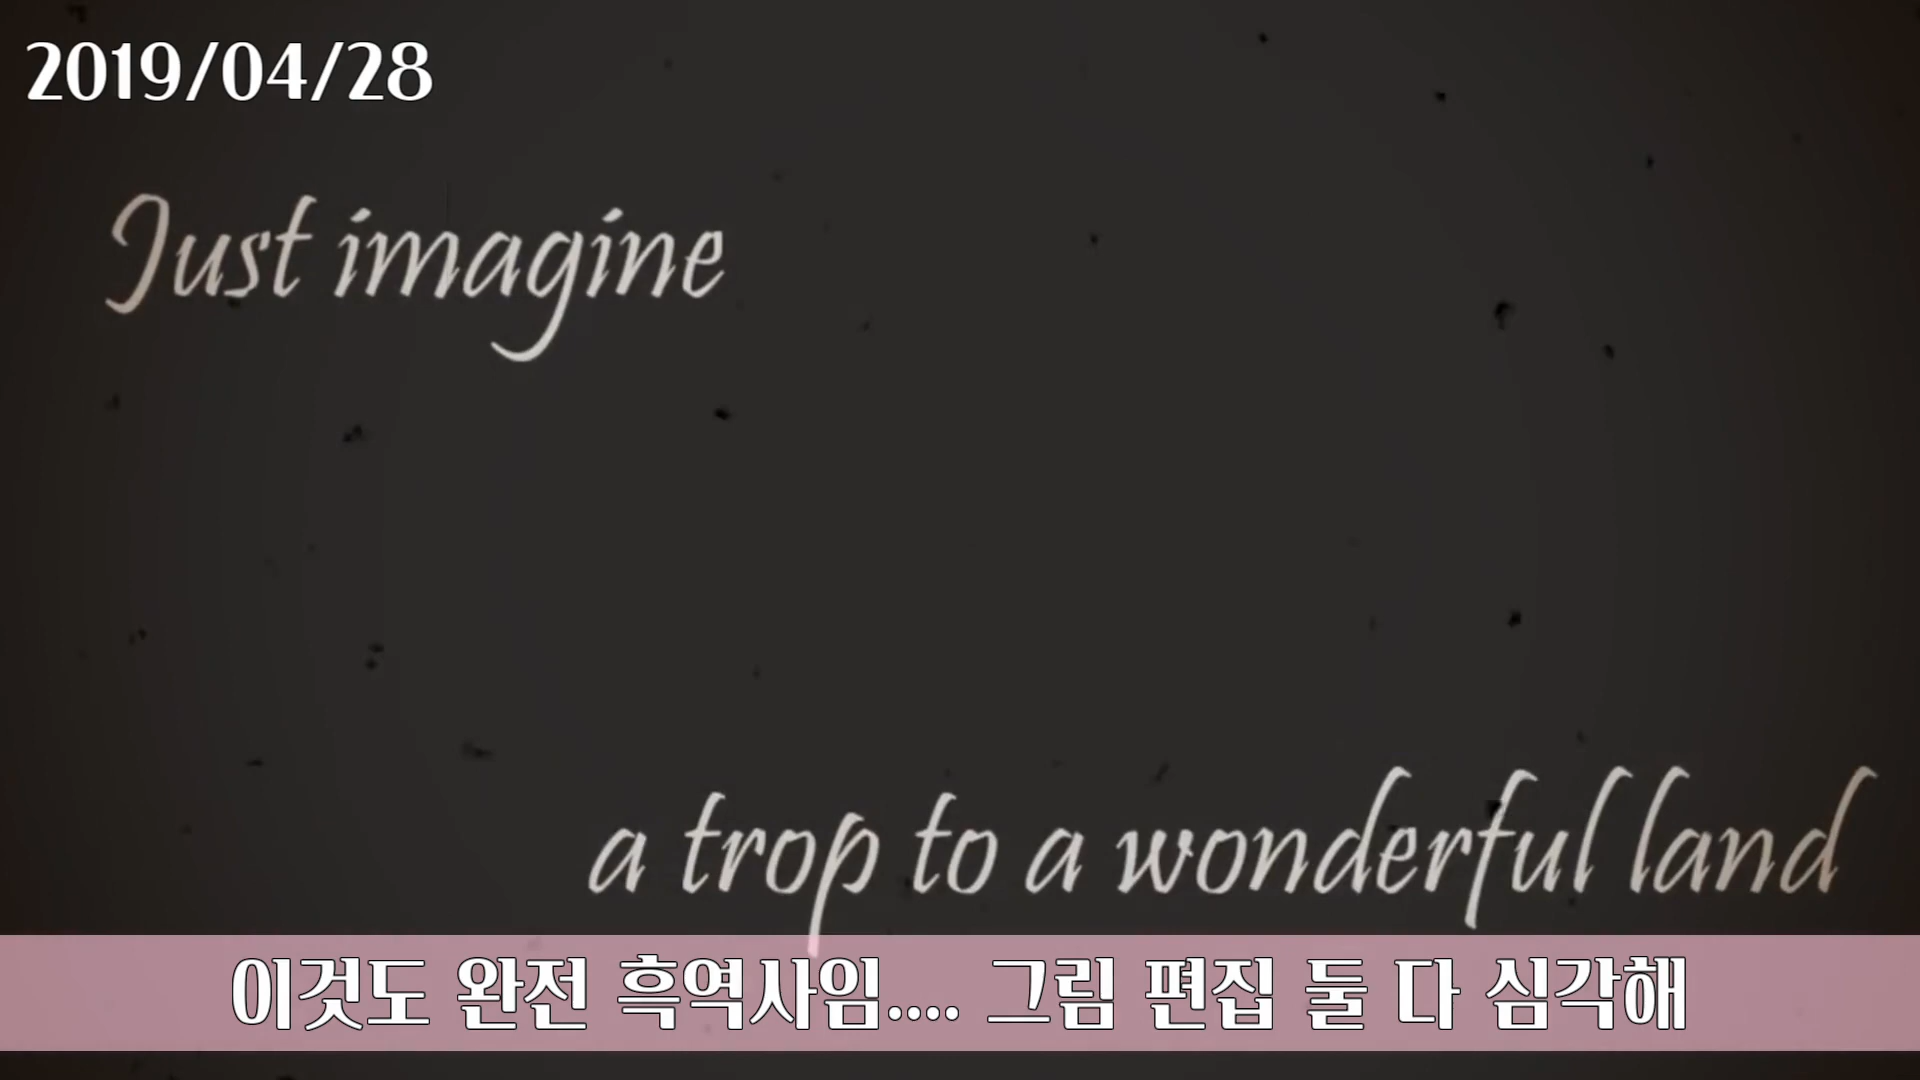 2019/04/28
Just imagine
a trop to a wonderful land
이것도 완전 흑역사임.... 그림 편집 둘 다 심각해